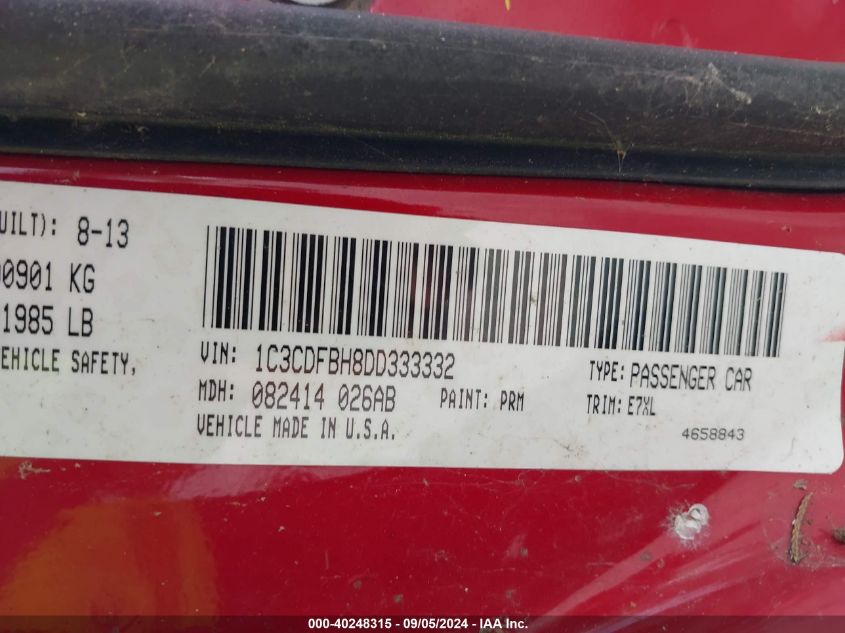 UILT): 8-13
0901 KG
1985 LB
EHICLE SAFETY,
VIN: 1C3CDFBH8DD333332
TYPE: PASSENGER CAR
MDH: 082414 026AB
PAINT: PRM
TRIM: E7XL
VEHICLE MADE IN U.S.A.
4658843
000-40248315 - 09/05/2024 - IAA Inc.